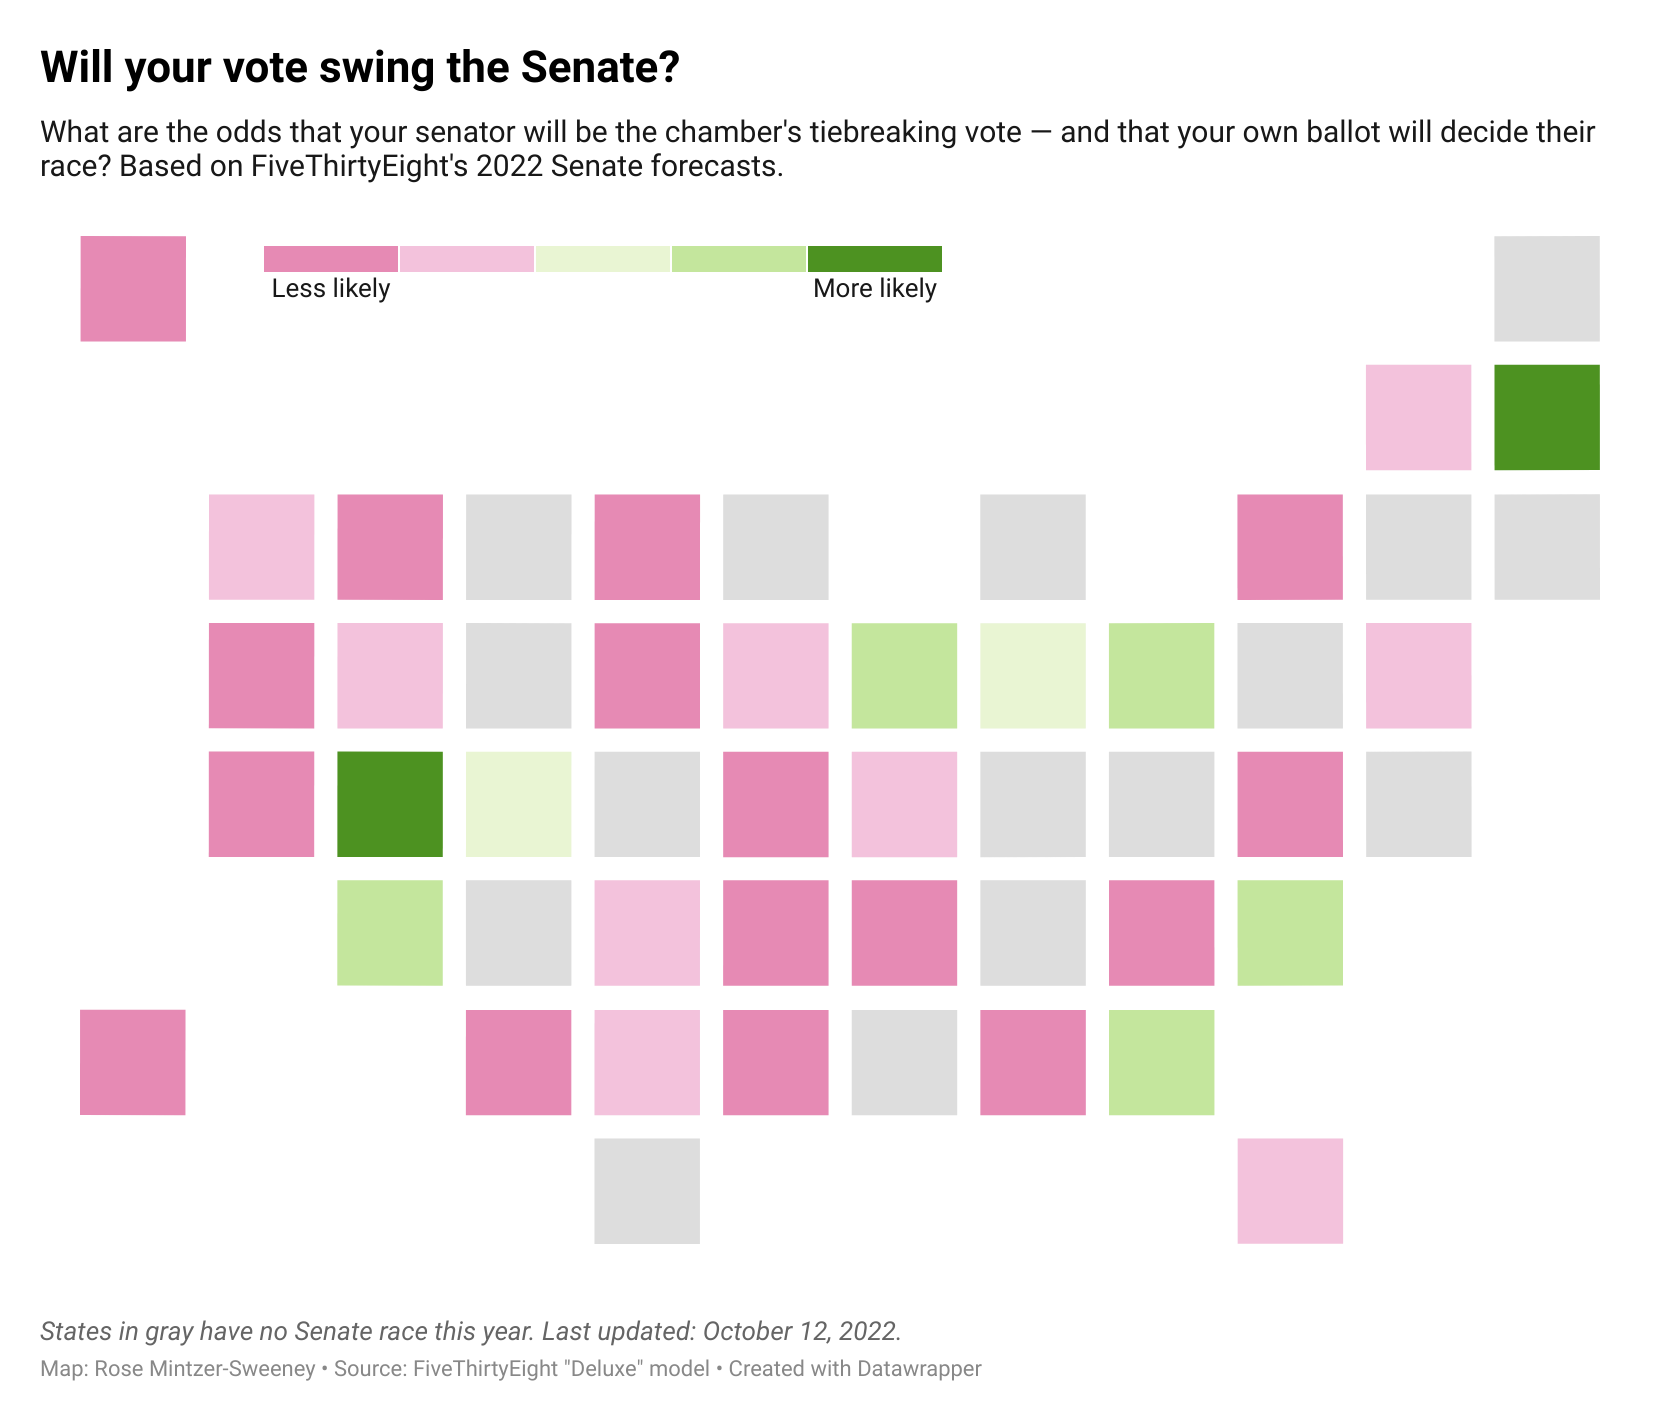 Will your vote swing the Senate?
What are the odds that your senator will be the chamber's tiebreaking vote — and that your own ballot will decide their
race? Based on FiveThirtyEight's 2022 Senate forecasts.
Less likely
More likely
States in gray have no Senate race this year. Last updated: October 12, 2022.
Map: Rose Mintzer-Sweeney • Source: FiveThirtyEight "Deluxe" model • Created with Datawrapper